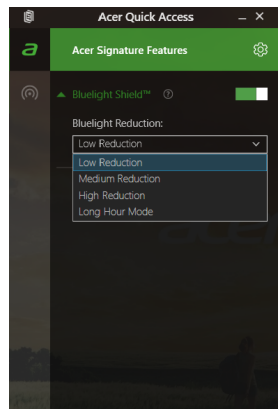 Acer Quick Access
a
Acer Signature Features
Bluelight Shield™
Bluelight Reduction:
Low Reduction
Low Reduction
Medium Reduction
High Reduction
Long Hour Mode
acer